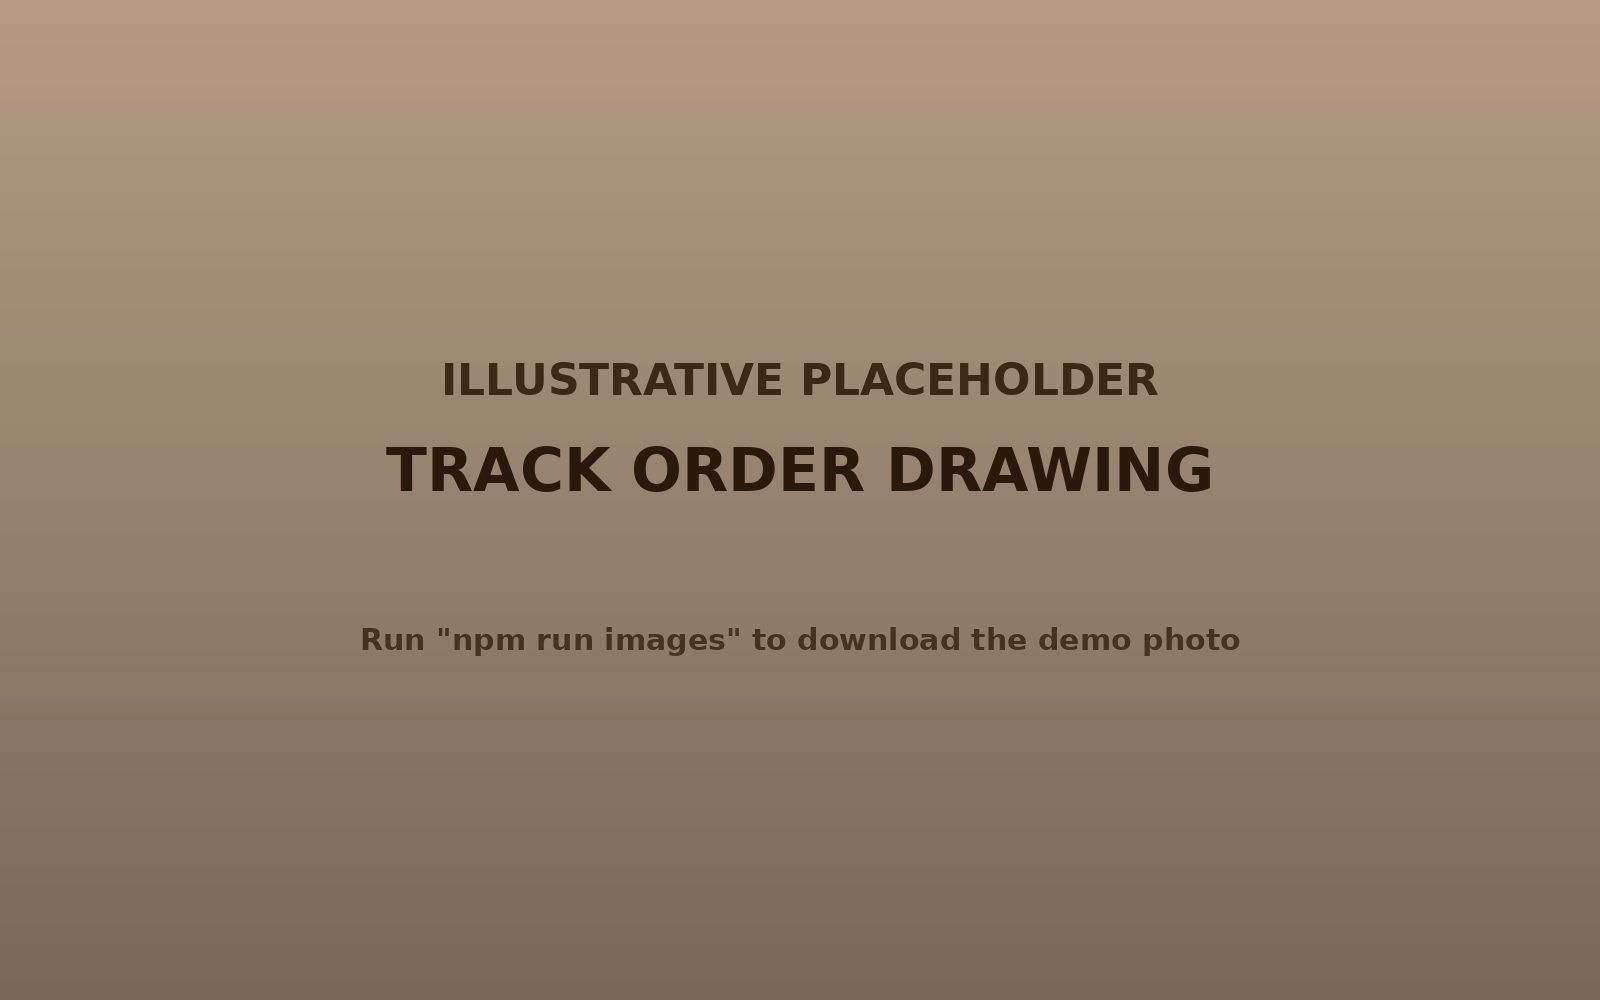 ILLUSTRATIVE PLACEHOLDER
TRACK ORDER DRAWING
Run "npm run images" to download the demo photo